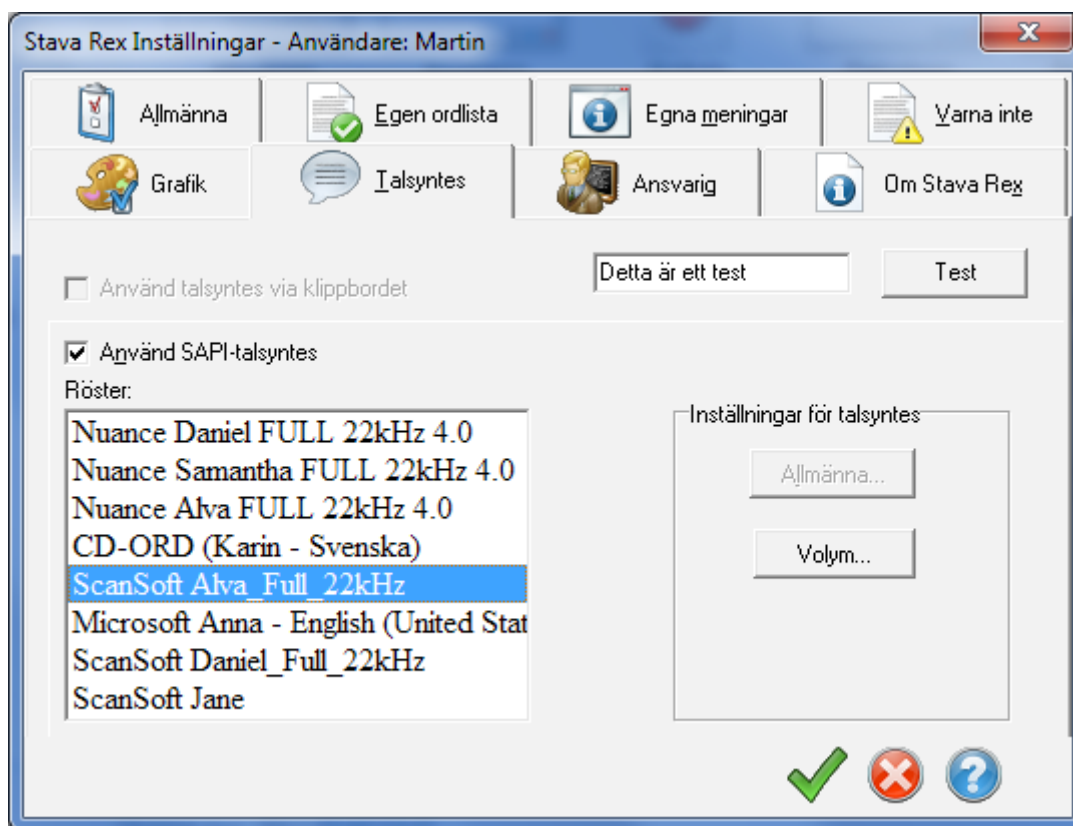 Stava Rex Inställningar - Användare: Martin
Allmänna
Egen ordlista
Egna meningar
Varna inte
Grafik
Talsyntes
Ansvarig
Om Stava Rex
Detta är ett test
Test
Använd talsyntes via klippbordet
Använd SAPI-talsyntes
Röster:
Nuance Daniel FULL 22kHz 4.0
Nuance Samantha FULL 22kHz 4.0
Nuance Alva FULL 22kHz 4.0
CD-ORD (Karin - Svenska)
ScanSoft Alva_Full_22kHz
Microsoft Anna - English (United Stat
ScanSoft Daniel_Full_22kHz
ScanSoft Jane
Inställningar för talsyntes
Allmänna...
Volym...